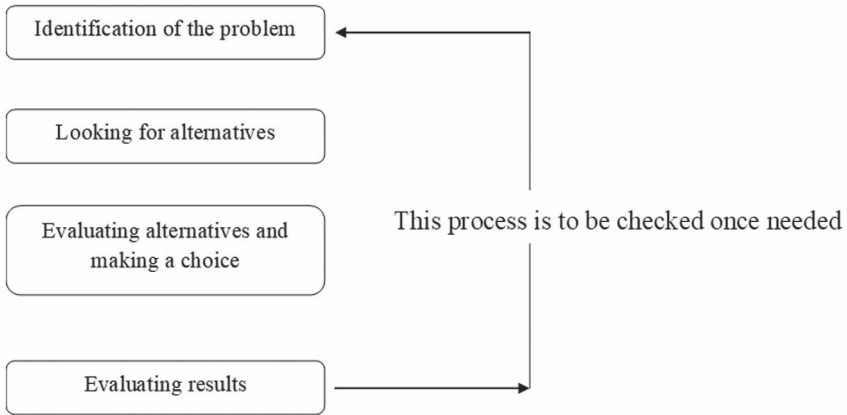 Identification of the problem
Looking for alternatives
Evaluating alternatives and
making a choice
This process is to be checked once needed
Evaluating results